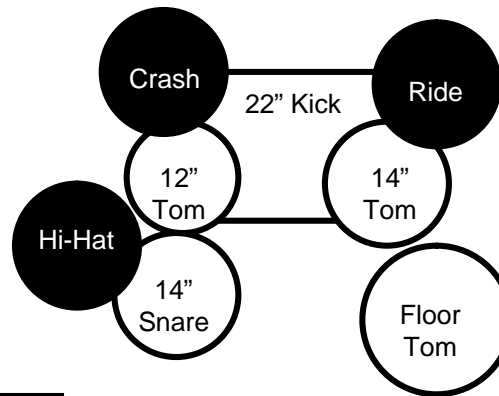 Crash
Ride
22” Kick
12”
Tom
14”
Tom
Hi-Hat
14”
Snare
Floor
Tom